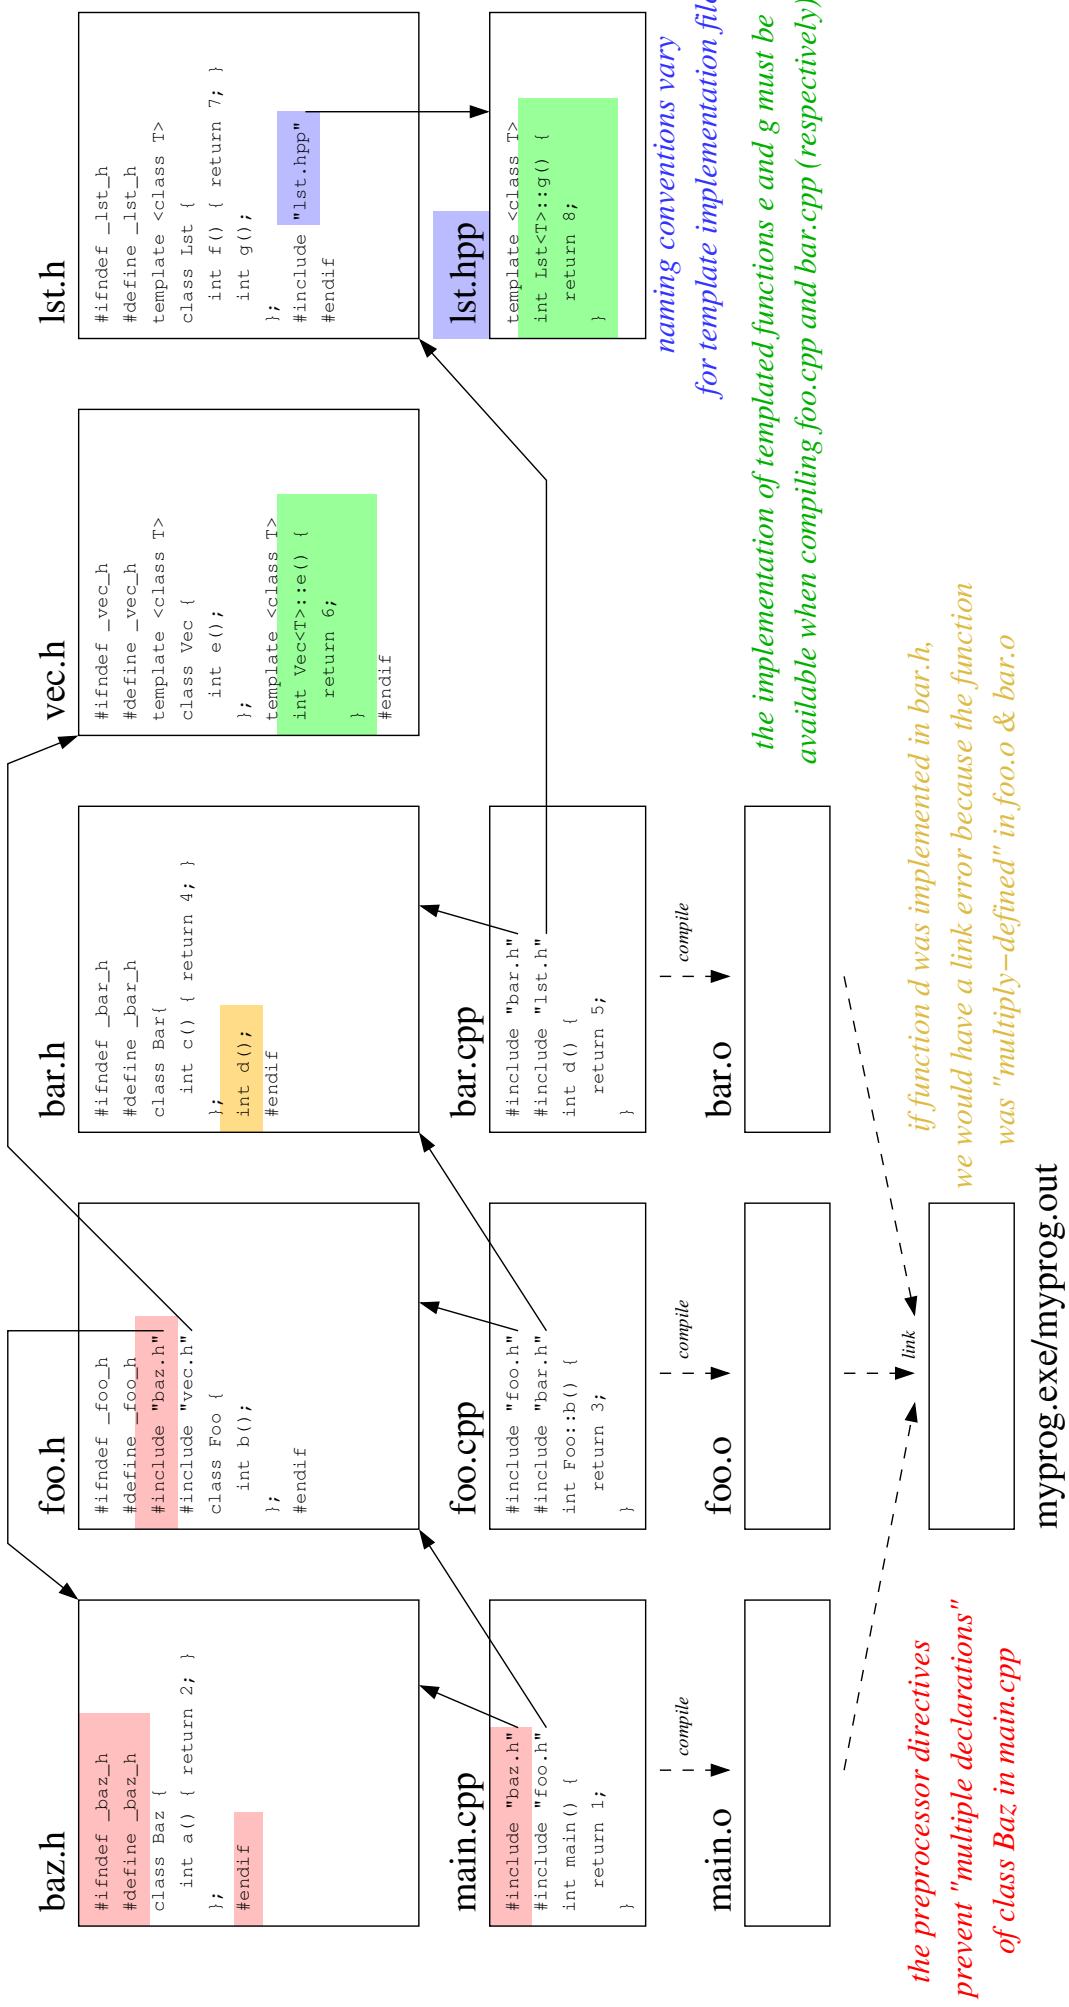 baz.h
#ifndef _baz_h
#define _baz_h
class Baz {
int a() { return 2; }
};
#endif
foo.h
#ifndef _foo_h
#define _foo_h
#include "baz.h"
#include "vec.h"
class Foo {
int b();
};
#endif
bar.h
#ifndef _bar_h
#define _bar_h
class Bar{
int c() { return 4; }
};
int d();
#endif
vec.h
#ifndef _vec_h
#define _vec_h
template <class T>
class Vec {
int e();
};
template <class T>
int Vec<T>::e() {
return 6;
}
#endif
lst.h
#ifndef _lst_h
#define _lst_h
template <class T>
class Lst {
int f() { return 7; }
int g();
};
#include "lst.hpp"
#endif
main.cpp
#include "baz.h"
#include "foo.h"
int main() {
return 1;
}
foo.cpp
#include "foo.h"
#include "bar.h"
int Foo::b() {
return 3;
}
bar.cpp
#include "bar.h"
#include "lst.h"
int d() {
return 5;
}
lst.hpp
template <class T>
int Lst<T>::g() {
return 8;
}
naming conventions vary
for template implementation file
compile
compile
compile
main.o
foo.o
bar.o
the implementation of templated functions e and g must be
available when compiling foo.cpp and bar.cpp (respectively)
link
the preprocessor directives
prevent "multiple declarations"
of class Baz in main.cpp
if function d was implemented in bar.h,
we would have a link error because the function
was "multiply−defined" in foo.o & bar.o
myprog.exe/myprog.out